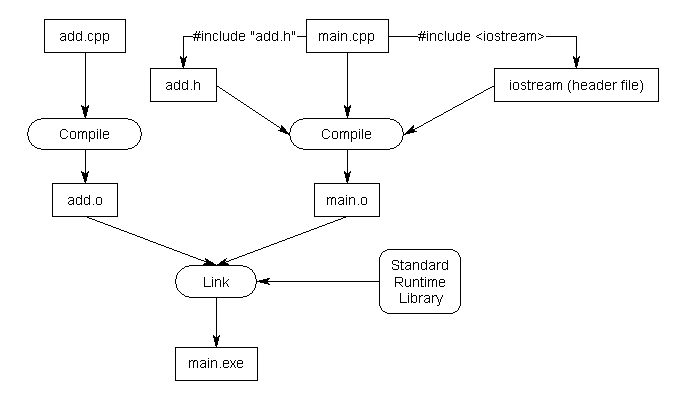 add.cpp
#include "add.h"
main.cpp
#include <iostream>
add.h
iostream (header file)
Compile
Compile
add.o
main.o
Link
Standard
Runtime
Library
main.exe